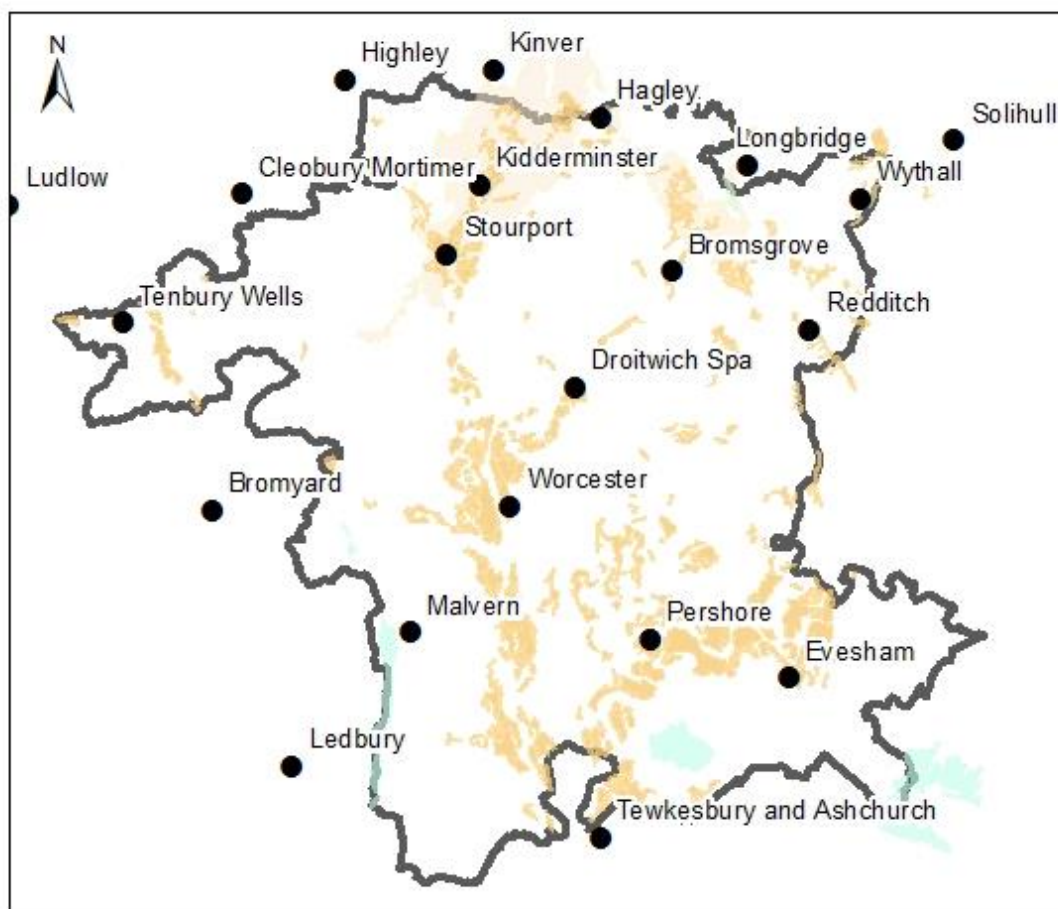 N
Highley
Kinver
Hagley
Solihull
Longbridge
Ludlow
Cleobury Mortimer
Kidderminster
Wythall
Stourport
Bromsgrove
Tenbury Wells
Redditch
Droitwich Spa
Bromyard
Worcester
Malvern
Pershore
Evesham
Ledbury
Tewkesbury and Ashchurch